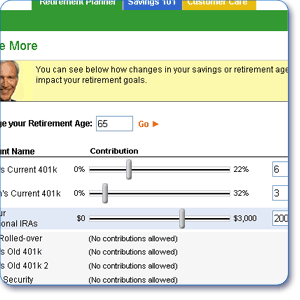 Retirement Planner Savings 101 Customer Care
e More
You can see below how changes in your savings or retirement age
impact your retirement goals.
ge your Retirement Age: 65 Go ►
unt Name Contribution
's Current 401k 0% 22% 6
n's Current 401k 0% 32% 3
ur
onal IRAs $0 $3,000 200
Rolled-over (No contributions allowed)
's Old 401k (No contributions allowed)
's Old 401k 2 (No contributions allowed)
Security (No contributions allowed)